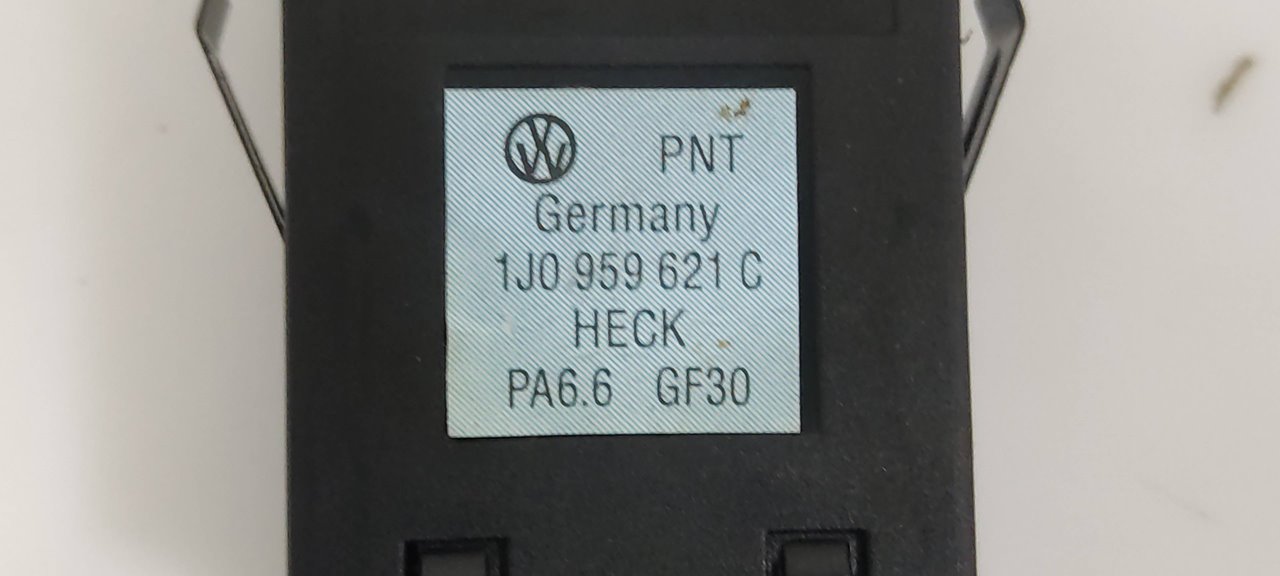 PNT
Germany
1J0 959 621 C
HECK
PA6.6 GF30